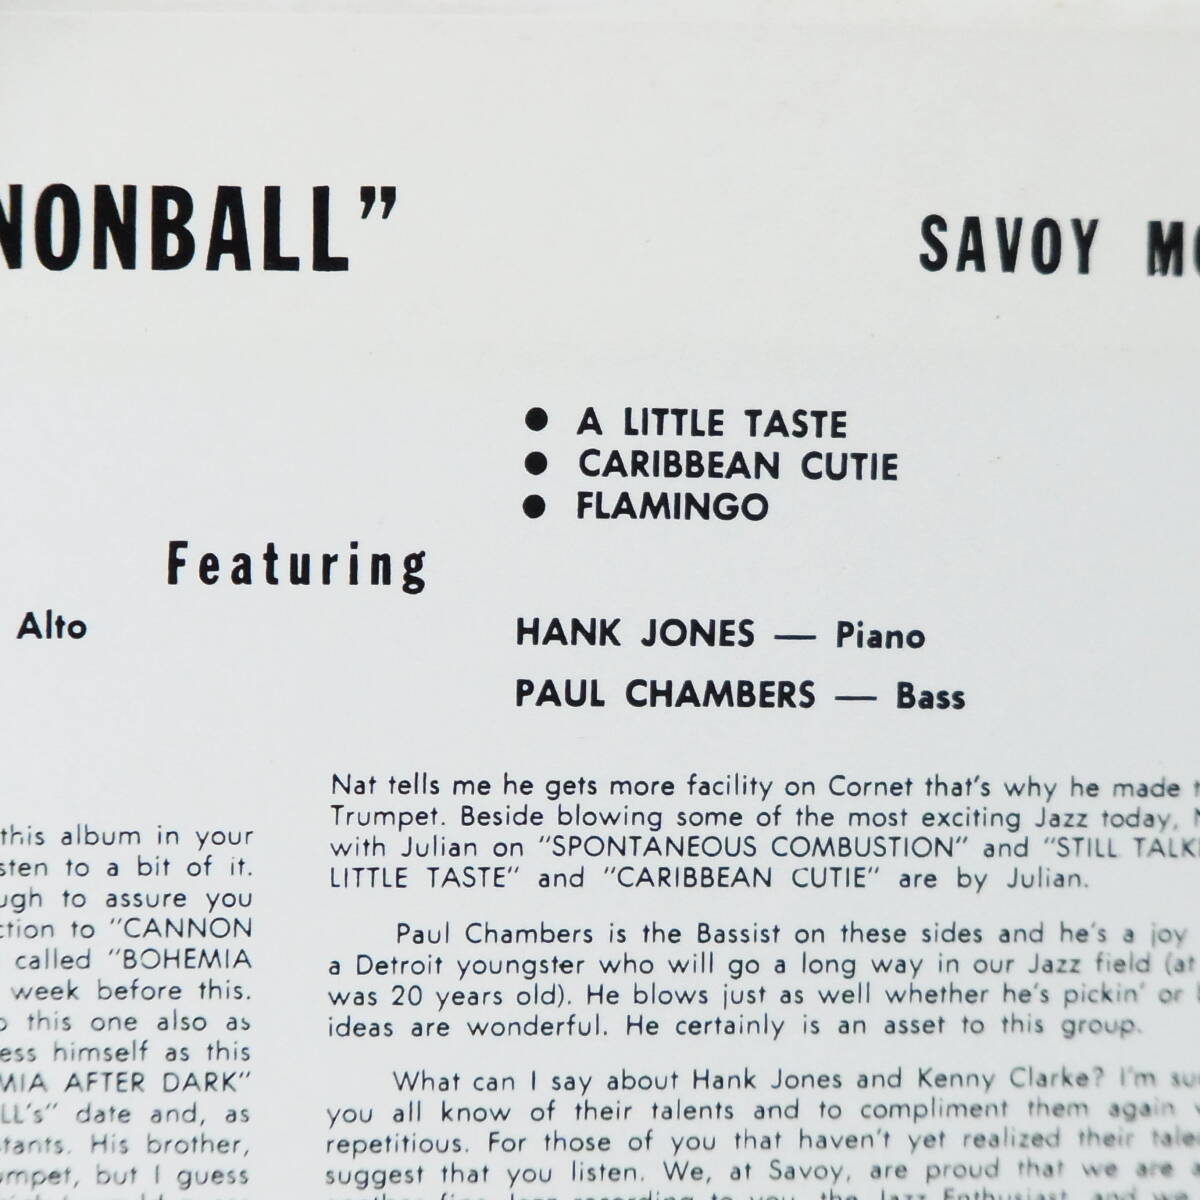 NONBALL”
SAVOY
● A LITTLE TASTE
● CARIBBEAN CUTIE
● FLAMINGO
Featuring
Alto
HANK JONES — Piano
PAUL CHAMBERS — Bass
this album in your
sten to a bit of it.
ugh to assure you
ction to "CANNON
called "BOHEMIA
week before this.
this one also as
ess himself as this
MIA AFTER DARK"
LL's" date and, as
tants. His brother,
umpet, but I guess
Nat tells me he gets more facility on Cornet that's why he made
Trumpet. Beside blowing some of the most exciting Jazz today,
with Julian on "SPONTANEOUS COMBUSTION" and "STILL TALK
LITTLE TASTE" and "CARIBBEAN CUTIE" are by Julian.
Paul Chambers is the Bassist on these sides and he's a joy
a Detroit youngster who will go a long way in our Jazz field (at
was 20 years old). He blows just as well whether he's pickin' or
ideas are wonderful. He certainly is an asset to this group.
What can I say about Hank Jones and Kenny Clarke? I'm su
you all know of their talents and to compliment them again
repetitious. For those of you that haven't yet realized their tale
suggest that you listen. We, at Savoy, are proud that we are